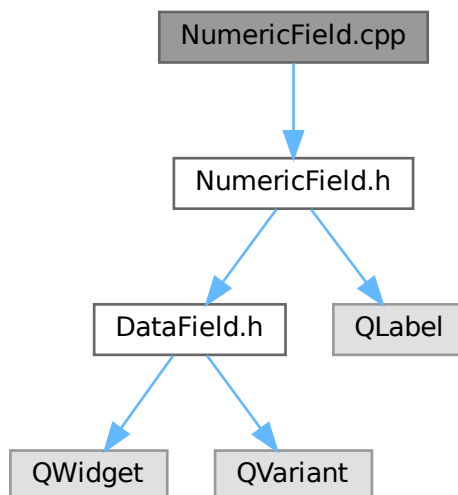 NumericField.cpp
NumericField.h
DataField.h
QLabel
QWidget
QVariant